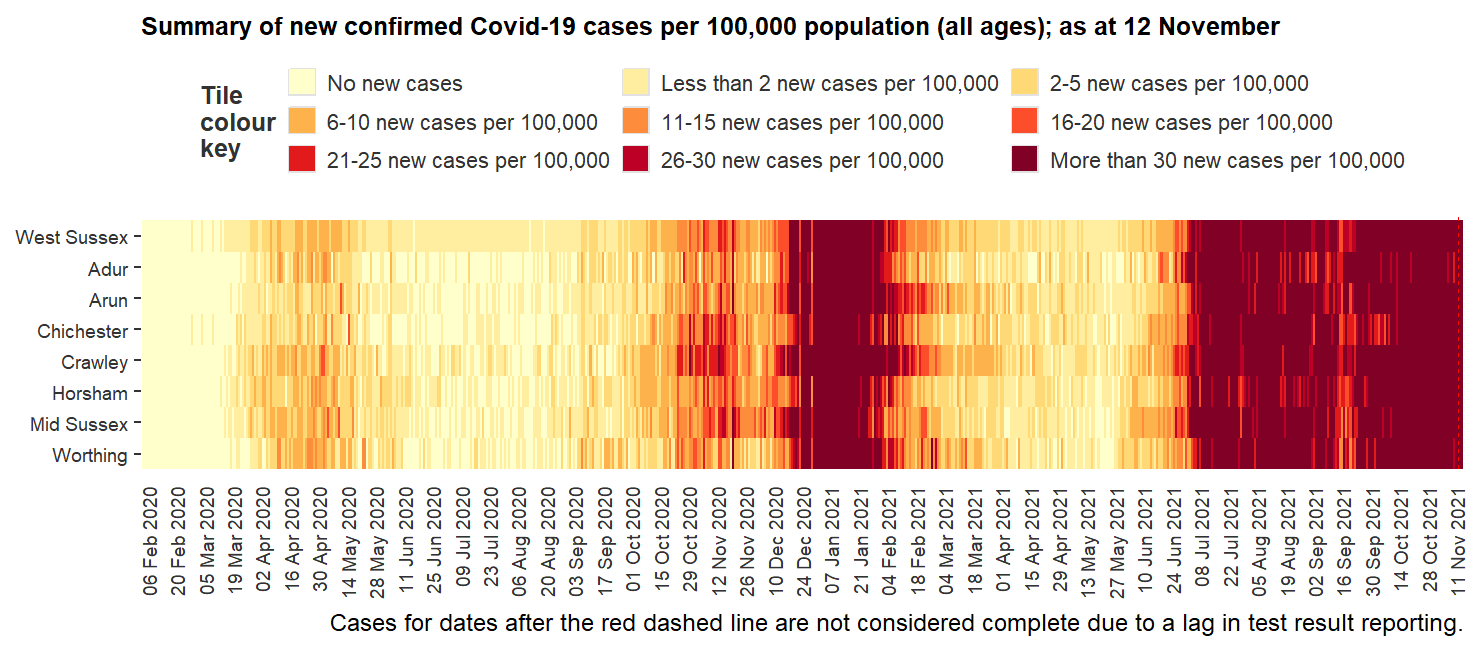 Summary of new confirmed Covid-19 cases per 100,000 population (all ages); as at 12 November
Tile
colour
key
No new cases
Less than 2 new cases per 100,000
2-5 new cases per 100,000
6-10 new cases per 100,000
11-15 new cases per 100,000
16-20 new cases per 100,000
21-25 new cases per 100,000
26-30 new cases per 100,000
More than 30 new cases per 100,000
West Sussex
Adur
Arun
Chichester
Crawley
Horsham
Mid Sussex
Worthing
06 Feb 2020
20 Feb 2020
05 Mar 2020
19 Mar 2020
02 Apr 2020
16 Apr 2020
30 Apr 2020
14 May 2020
28 May 2020
11 Jun 2020
25 Jun 2020
09 Jul 2020
23 Jul 2020
06 Aug 2020
20 Aug 2020
03 Sep 2020
17 Sep 2020
01 Oct 2020
15 Oct 2020
29 Oct 2020
12 Nov 2020
26 Nov 2020
10 Dec 2020
24 Dec 2020
07 Jan 2021
21 Jan 2021
04 Feb 2021
18 Feb 2021
04 Mar 2021
18 Mar 2021
01 Apr 2021
15 Apr 2021
29 Apr 2021
13 May 2021
27 May 2021
10 Jun 2021
24 Jun 2021
08 Jul 2021
22 Jul 2021
05 Aug 2021
19 Aug 2021
02 Sep 2021
16 Sep 2021
30 Sep 2021
14 Oct 2021
28 Oct 2021
11 Nov 2021
Cases for dates after the red dashed line are not considered complete due to a lag in test result reporting.